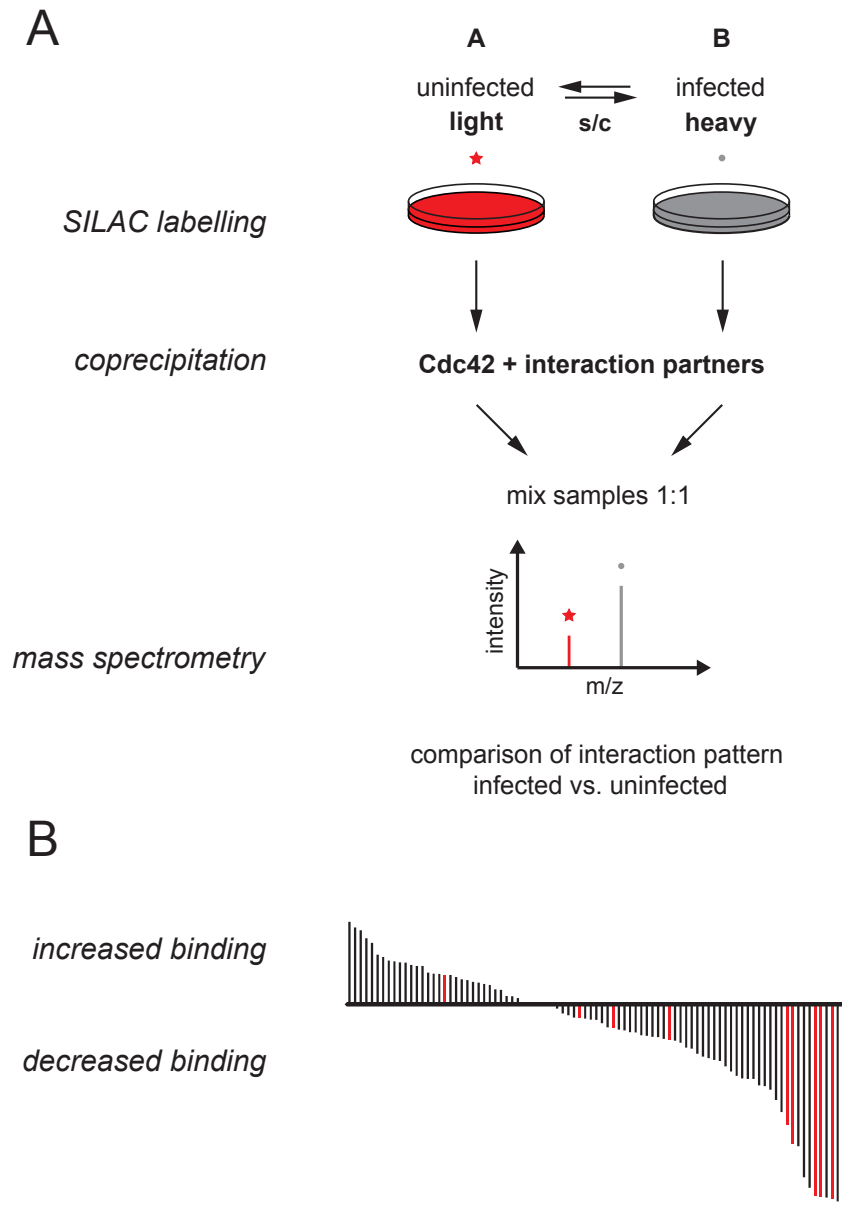 A
A
B
uninfected
infected
light
s/c
heavy
SILAC labelling
coprecipitation
Cdc42 + interaction partners
mix samples 1:1
intensity
mass spectrometry
m/z
comparison of interaction pattern
infected vs. uninfected
B
increased binding
decreased binding